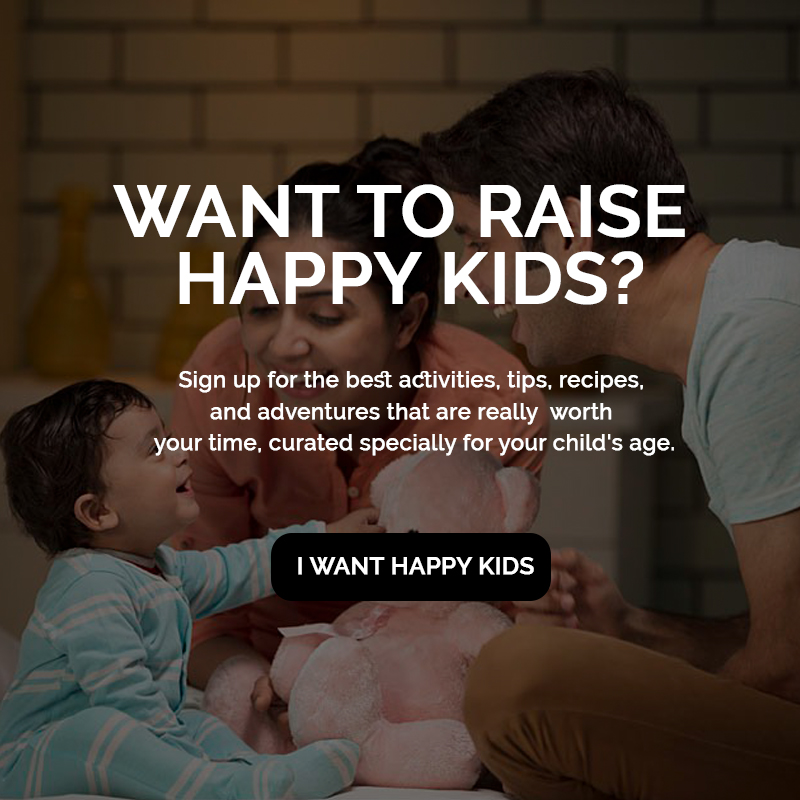 WANT TO RAISE
HAPPY KIDS?
Sign up for the best activities, tips, recipes,
and adventures that are really  worth
your time, curated specially for your child's age.
I WANT HAPPY KIDS